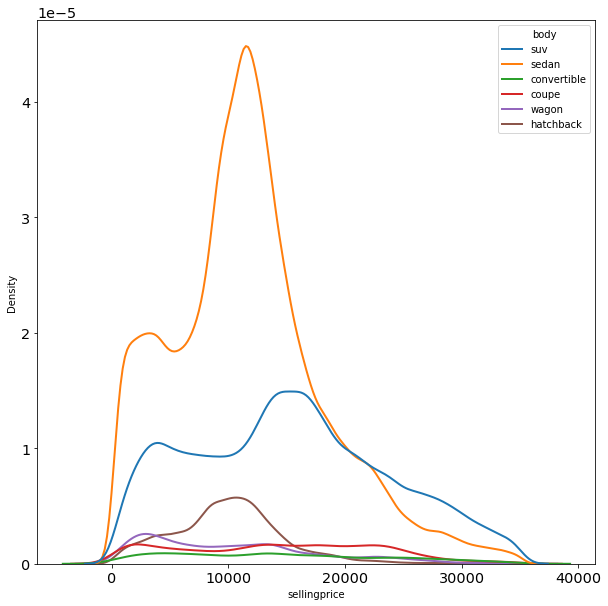 1e−5
body
suv
sedan
convertible
coupe
wagon
hatchback
4
3
2
1
0
Density
0 10000 20000 30000 40000
sellingprice